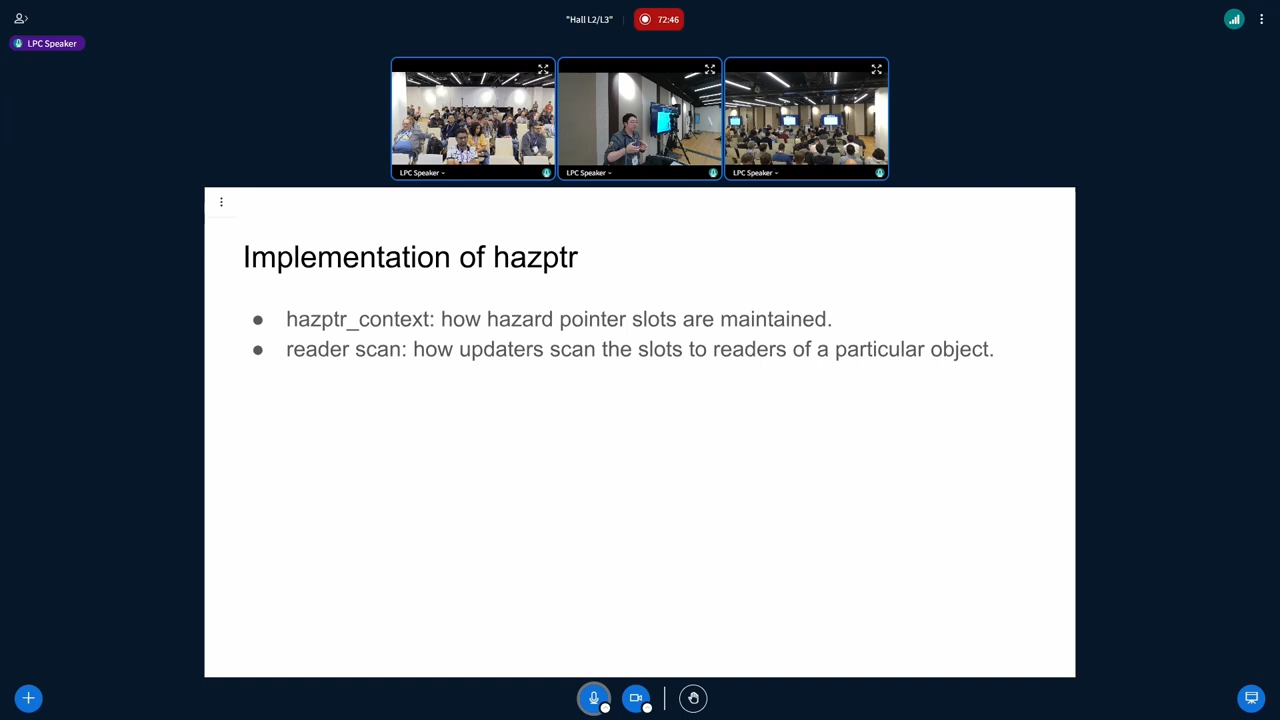 "Hall L2/L3"
72:46
LPC Speaker
LPC Speaker
LPC Speaker
LPC Speaker
Implementation of hazptr
● hazptr_context: how hazard pointer slots are maintained.
● reader scan: how updaters scan the slots to readers of a particular object.